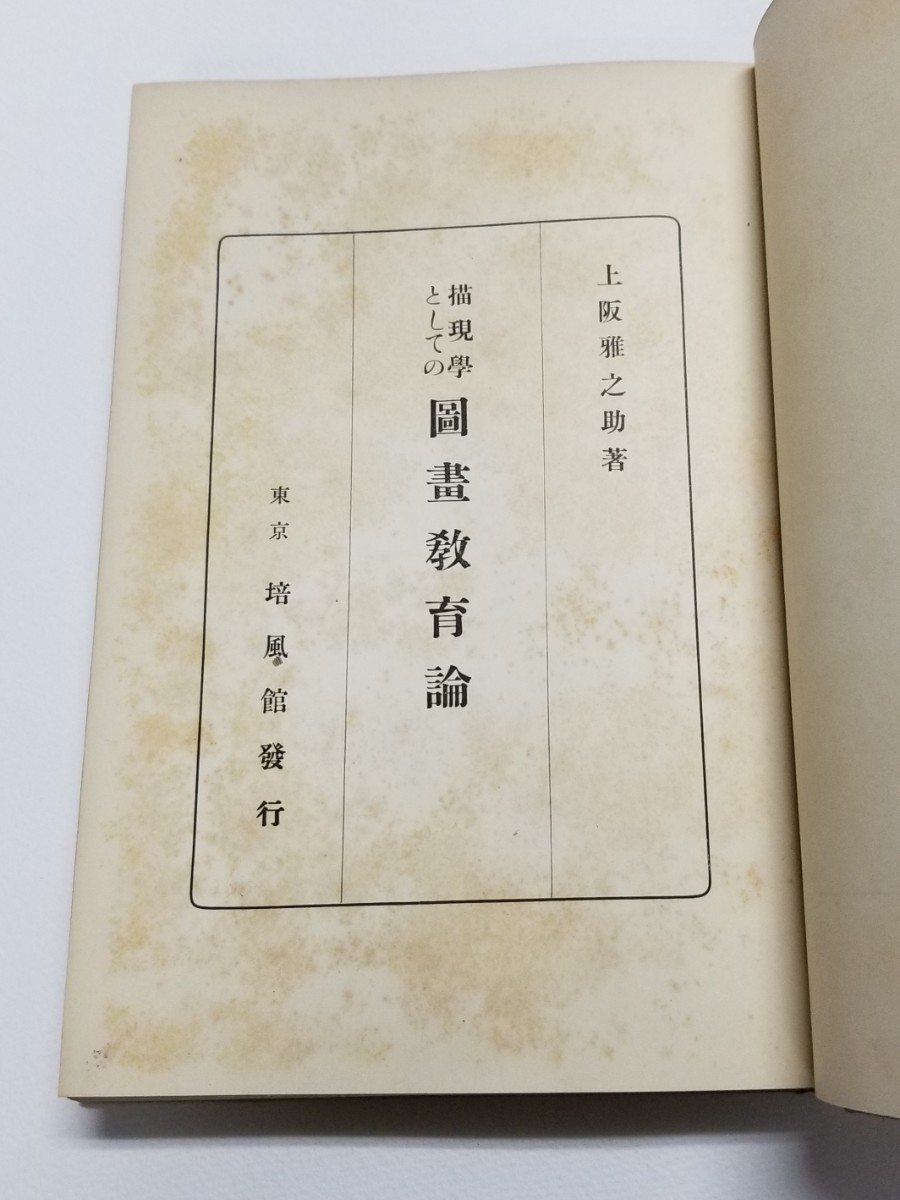 上阪雅之助著
描現學
としての
圖畫敎育論
東京 培風館發行